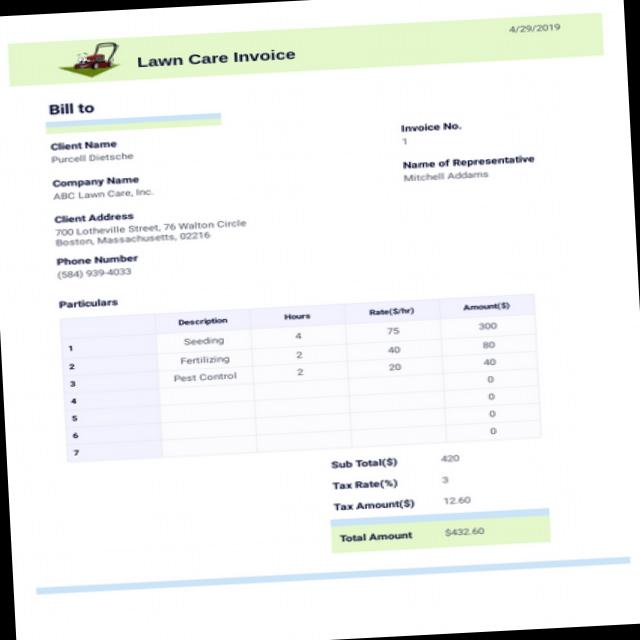 4/29/2019
Lawn Care Invoice
Bill to
Client Name
Purcell Dietsche
Invoice No.
1
Company Name
ABC Lawn Care, Inc.
Name of Representative
Mitchell Addams
Client Address
700 Lotheville Street, 76 Walton Circle
Boston, Massachusetts, 02216
Phone Number
(584) 939-4033
Particulars
Description Hours Rate($/hr) Amount($)
1 Seeding 4 75 300
2 Fertilizing 2 40 80
3 Pest Control 2 20 40
4 0
5 0
6 0
7 0
Sub Total($) 420
Tax Rate(%) 3
Tax Amount($) 12.60
Total Amount $432.60